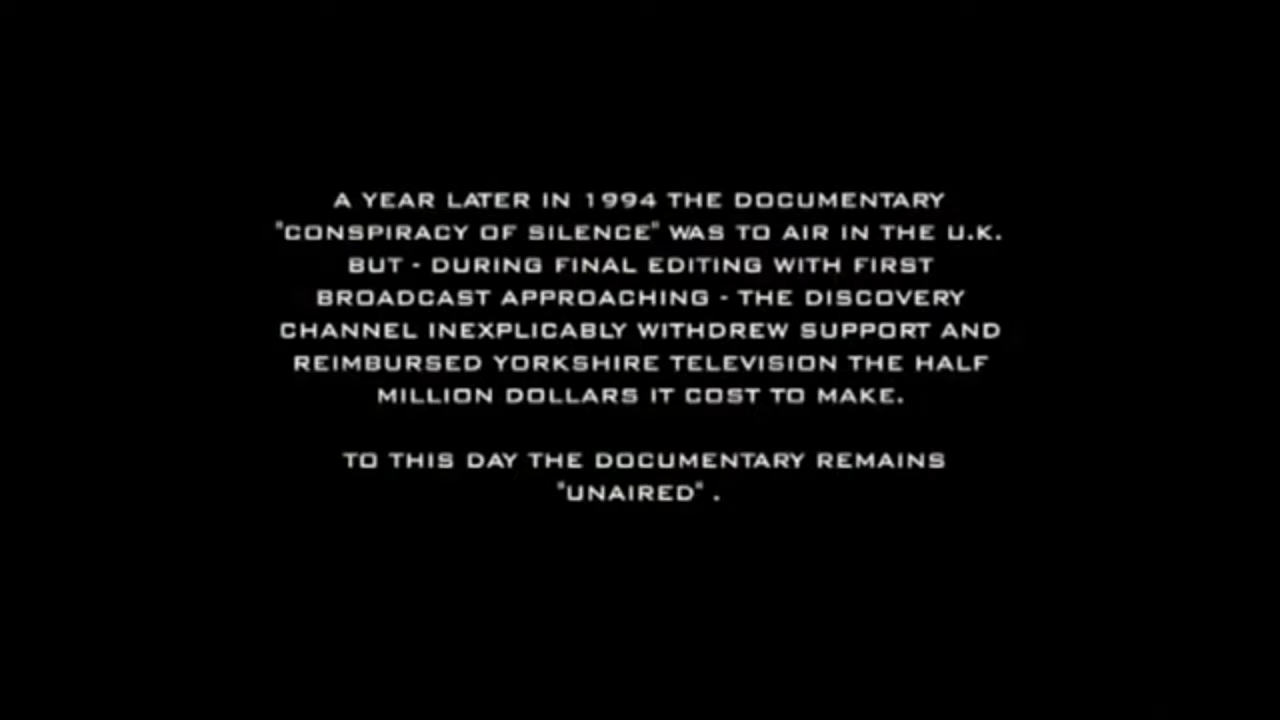 A YEAR LATER IN 1994 THE DOCUMENTARY
"CONSPIRACY OF SILENCE" WAS TO AIR IN THE U.K.
BUT - DURING FINAL EDITING WITH FIRST
BROADCAST APPROACHING - THE DISCOVERY
CHANNEL INEXPLICABLY WITHDREW SUPPORT AND
REIMBURSED YORKSHIRE TELEVISION THE HALF
MILLION DOLLARS IT COST TO MAKE.
TO THIS DAY THE DOCUMENTARY REMAINS
"UNAIRED" .